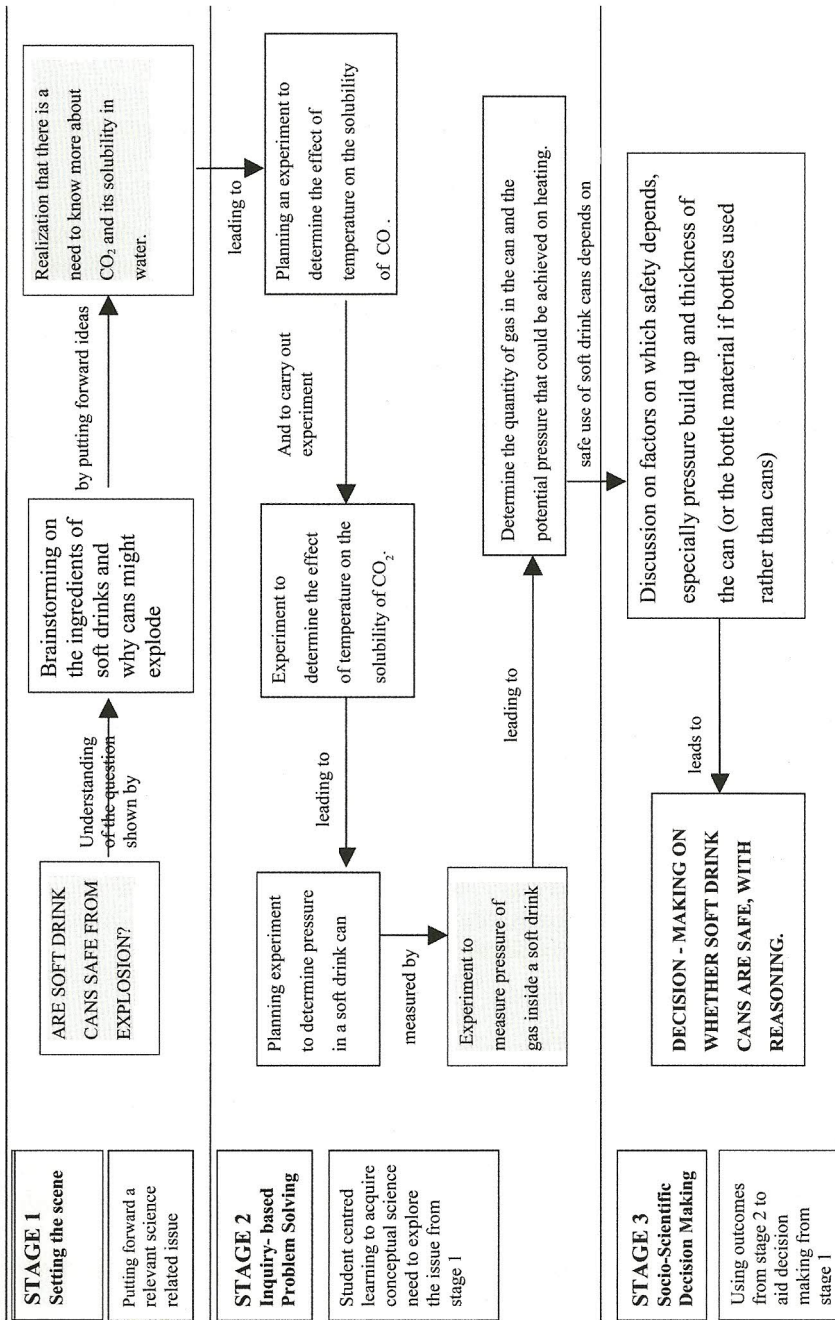 STAGE 1
Setting the scene
Putting forward a
relevant science
related issue
ARE SOFT DRINK
CANS SAFE FROM
EXPLOSION?
Understanding
of the question
shown by
Brainstorming on
the ingredients of
soft drinks and
why cans might
explode
by putting forward ideas
Realization that there is a
need to know more about
CO₂ and its solubility in
water.
leading to
STAGE 2
Inquiry- based
Problem Solving
Student centred
learning to acquire
conceptual science
need to explore
the issue from
stage 1
Planning an experiment to
determine the effect of
temperature on the solubility
of CO .
And to carry out
experiment
Experiment to
determine the effect
of temperature on the
solubility of CO₂.
leading to
Planning experiment
to determine pressure
in a soft drink can
measured by
Experiment to
measure pressure of
gas inside a soft drink
leading to
Determine the quantity of gas in the can and the
potential pressure that could be achieved on heating.
safe use of soft drink cans depends on
STAGE 3
Socio-Scientific
Decision Making
Using outcomes
from stage 2 to
aid decision
making from
stage 1
Discussion on factors on which safety depends,
especially pressure build up and thickness of
the can (or the bottle material if bottles used
rather than cans)
leads to
DECISION - MAKING ON
WHETHER SOFT DRINK
CANS ARE SAFE, WITH
REASONING.